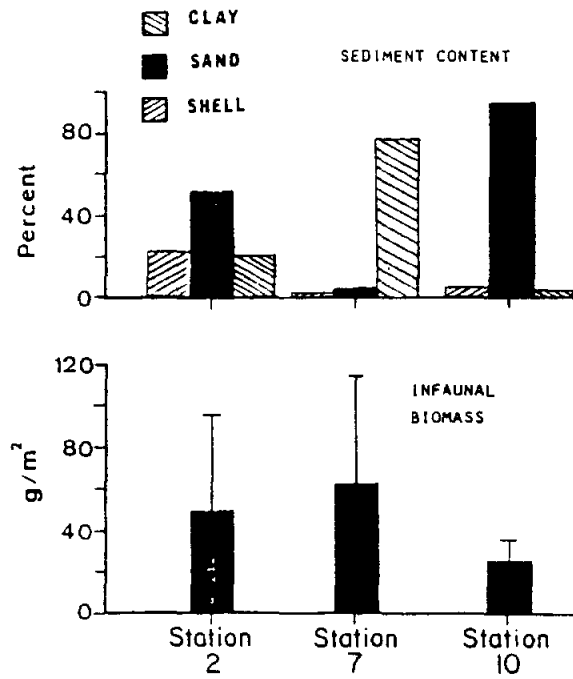 CLAY
SAND
SHELL
SEDIMENT CONTENT
Percent
80
40
0
INFAUNAL
BIOMASS
g/m²
120
80
40
0
Station
2
Station
7
Station
10